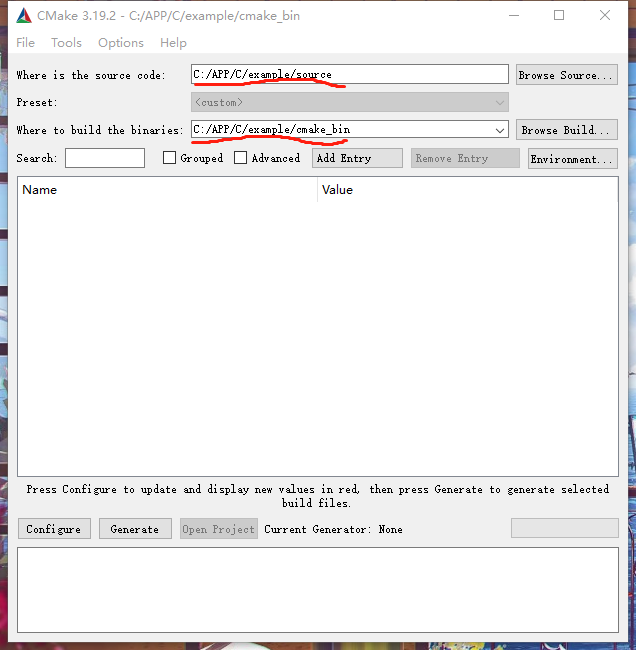 CMake 3.19.2 - C:/APP/C/example/cmake_bin
File Tools Options Help
Where is the source code: C:/APP/C/example/source Browse Source...
Preset: <custom>
Where to build the binaries: C:/APP/C/example/cmake_bin Browse Build...
Search: Grouped Advanced Add Entry Remove Entry Environment...
Name Value
Press Configure to update and display new values in red, then press Generate to generate selected
build files.
Configure Generate Open Project Current Generator: None